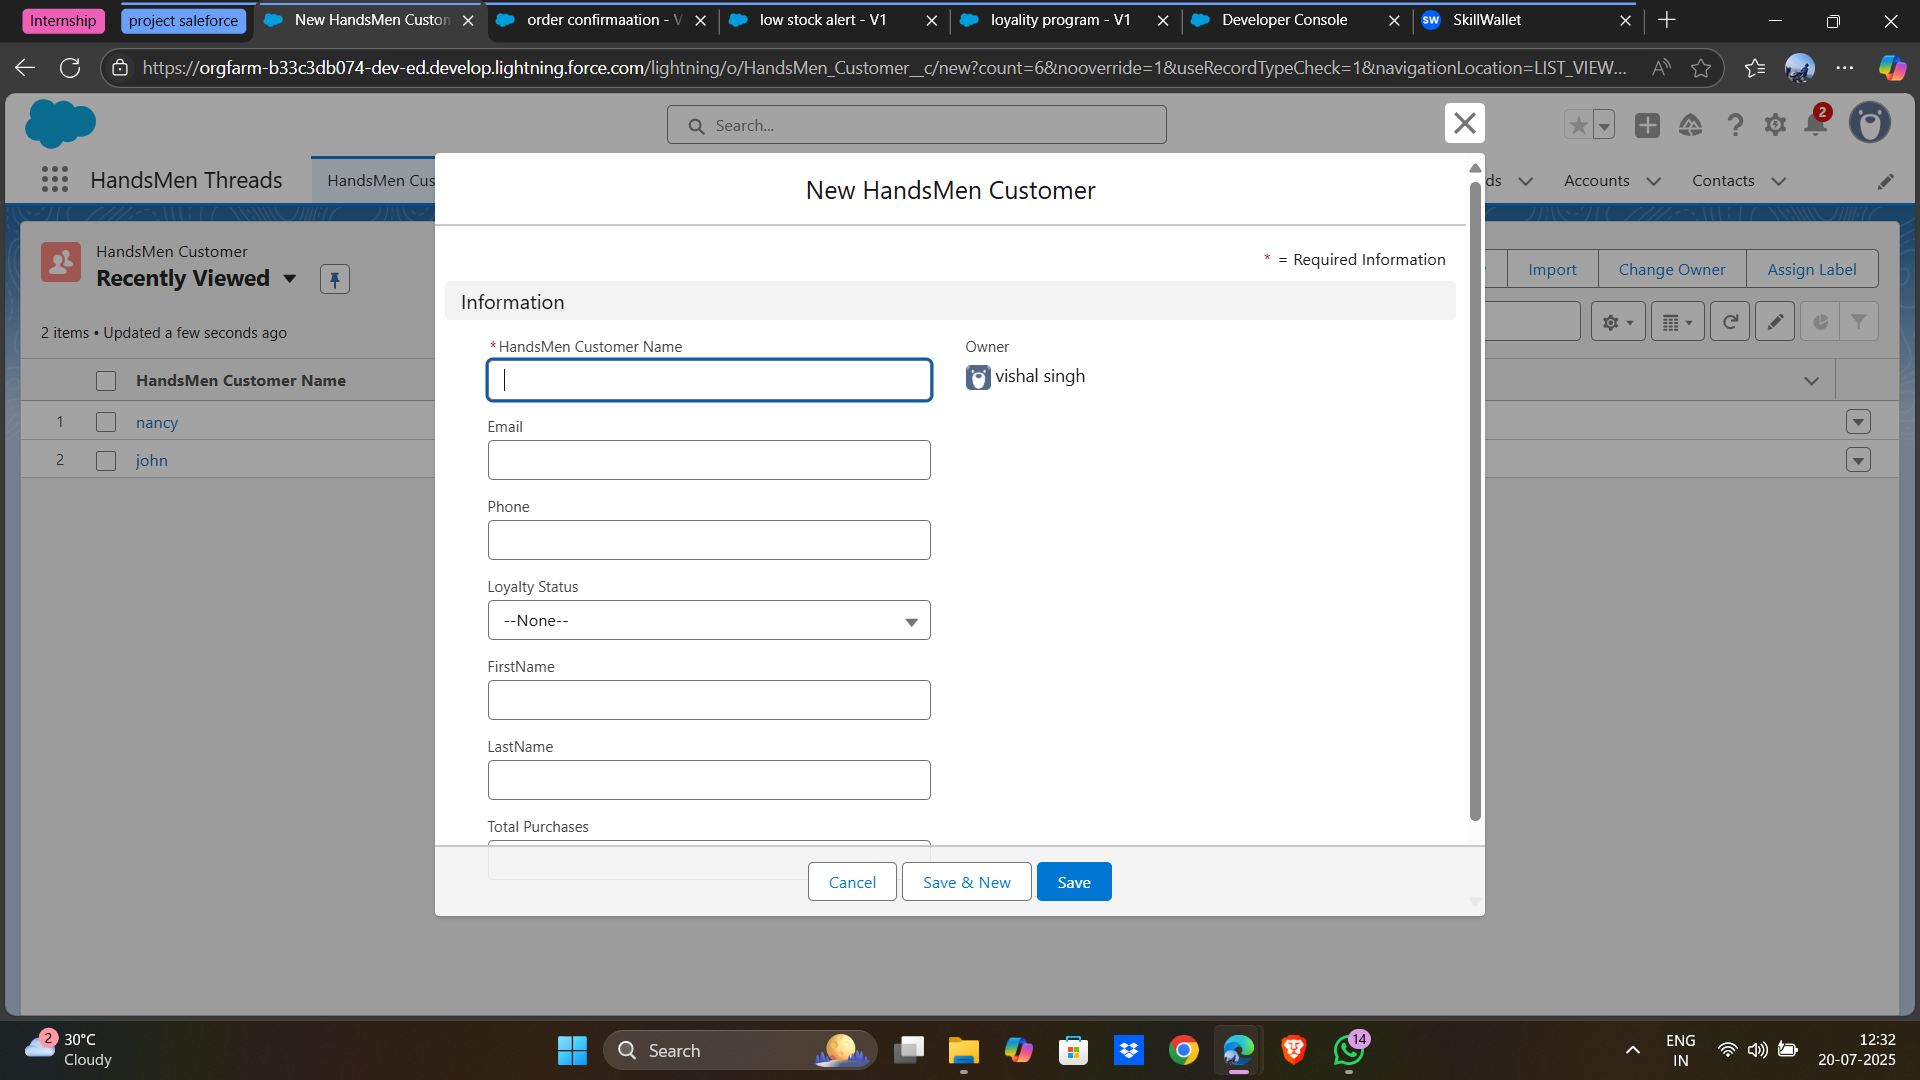 Internship
project saleforce
New HandsMen Custon
order confirmaation - V
low stock alert - V1
loyality program - V1
Developer Console
SW
SkillWallet
https://orgfarm-b33c3db074-dev-ed.develop.lightning.force.com/lightning/o/HandsMen_Customer__c/new?count=6&nooverride=1&useRecordTypeCheck=1&navigationLocation=LIST_VIEW...
Search...
2
HandsMen Threads
HandsMen Cus
ds
Accounts
Contacts
New HandsMen Customer
HandsMen Customer
Recently Viewed
* = Required Information
Import
Change Owner
Assign Label
Information
2 items • Updated a few seconds ago
*HandsMen Customer Name
Owner
vishal singh
HandsMen Customer Name
1
nancy
2
john
Email
Phone
Loyalty Status
--None--
FirstName
LastName
Total Purchases
Cancel
Save & New
Save
2
30°C
Cloudy
Search
14
ENG
IN
12:32
20-07-2025